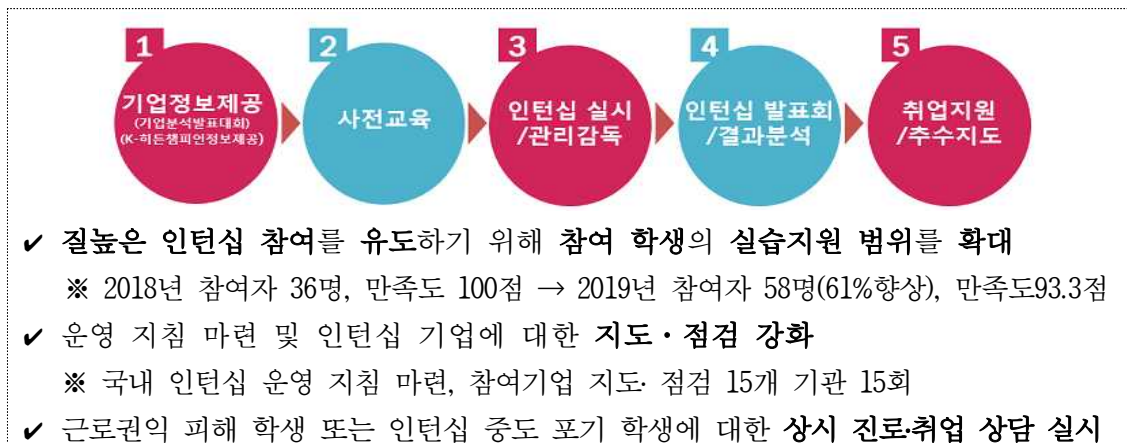 1 2 3 4 5
기업정보제공
(기업분석발표대회)
(K-히든챔피언정보제공)
사전교육
인턴십 실시
/관리감독
인턴십 발표회
/결과분석
취업지원
/추수지도
✔ 질높은 인턴십 참여를 유도하기 위해 참여 학생의 실습지원 범위를 확대
※ 2018년 참여자 36명, 만족도 100점 → 2019년 참여자 58명(61%향상), 만족도93.3점
✔ 운영 지침 마련 및 인턴십 기업에 대한 지도·점검 강화
※ 국내 인턴십 운영 지침 마련, 참여기업 지도· 점검 15개 기관 15회
✔ 근로권익 피해 학생 또는 인턴십 중도 포기 학생에 대한 상시 진로·취업 상담 실시